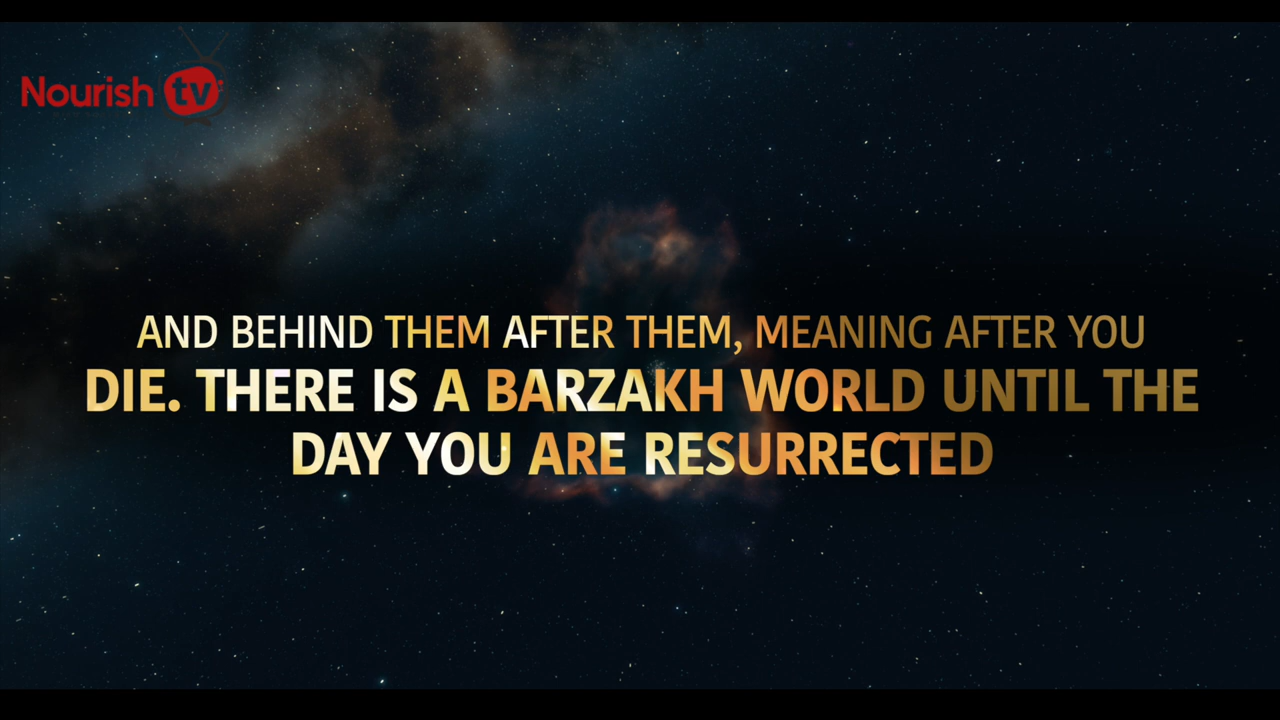 Nourish tv
AND BEHIND THEM AFTER THEM, MEANING AFTER YOU
DIE. THERE IS A BARZAKH WORLD UNTIL THE
DAY YOU ARE RESURRECTED